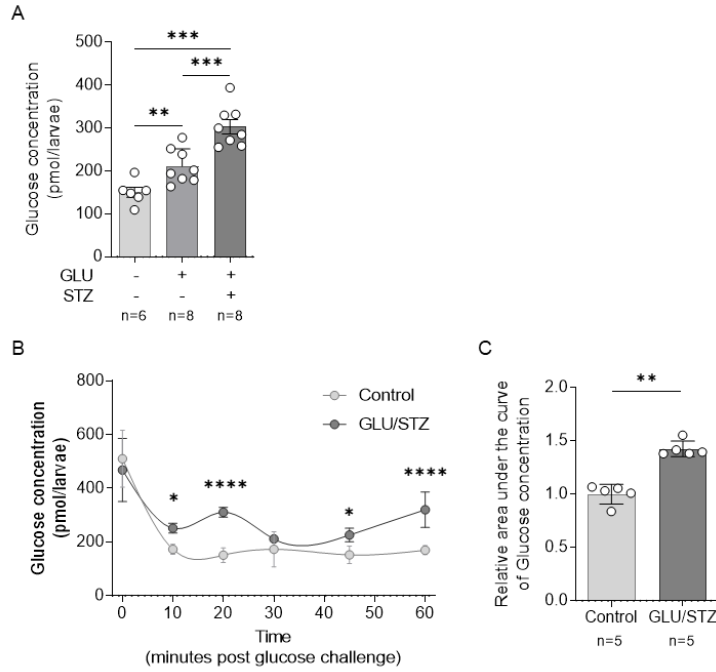 A
Glucose concentration
(pmol/larvae)
500
400
300
200
100
0
***
***
**
GLU - + +
STZ - - +
n=6 n=8 n=8
B
Glucose concentration
(pmol/larvae)
800
600
400
200
0
Control
GLU/STZ
* **** * ****
0 10 20 30 40 50 60
Time
(minutes post glucose challenge)
C
Relative area under the curve
of Glucose concentration
2.0
1.5
1.0
0.5
0.0
**
Control GLU/STZ
n=5 n=5